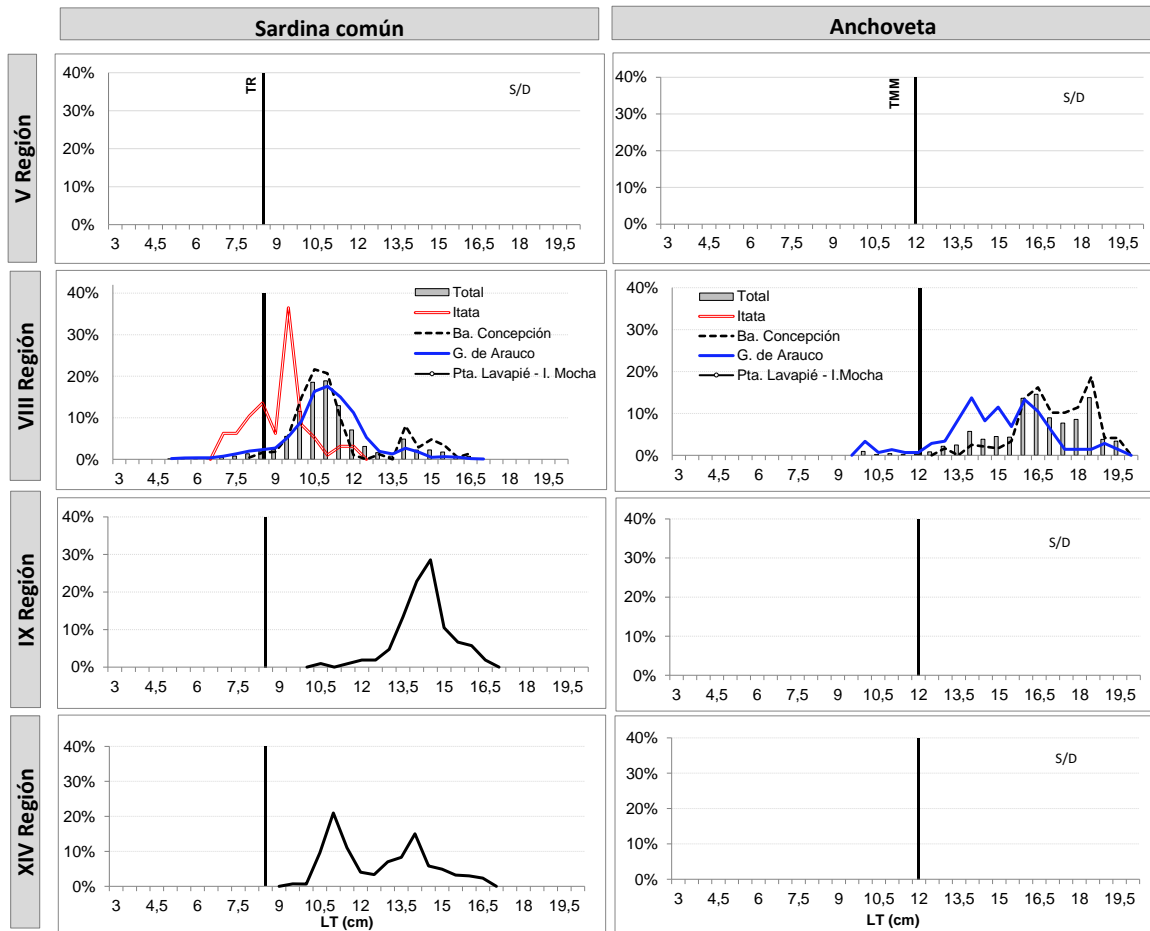 Sardina común
Anchoveta
V Región
40%
30%
20%
10%
0%
TR
S/D
3 4,5 6 7,5 9 10,5 12 13,5 15 16,5 18 19,5
40%
30%
20%
10%
0%
TMM
S/D
3 4,5 6 7,5 9 10,5 12 13,5 15 16,5 18 19,5
VIII Región
40%
30%
20%
10%
0%
Total
Itata
Ba. Concepción
G. de Arauco
Pta. Lavapié - I.Mocha
3 4,5 6 7,5 9 10,5 12 13,5 15 16,5 18 19,5
40%
30%
20%
10%
0%
Total
Itata
Ba. Concepción
G. de Arauco
Pta. Lavapié - I.Mocha
3 4,5 6 7,5 9 10,5 12 13,5 15 16,5 18 19,5
IX Región
40%
30%
20%
10%
0%
3 4,5 6 7,5 9 10,5 12 13,5 15 16,5 18 19,5
40%
30%
20%
10%
0%
S/D
3 4,5 6 7,5 9 10,5 12 13,5 15 16,5 18 19,5
XIV Región
40%
30%
20%
10%
0%
3 4,5 6 7,5 9 10,5 12 13,5 15 16,5 18 19,5
LT (cm)
40%
30%
20%
10%
0%
S/D
3 4,5 6 7,5 9 10,5 12 13,5 15 16,5 18 19,5
LT (cm)